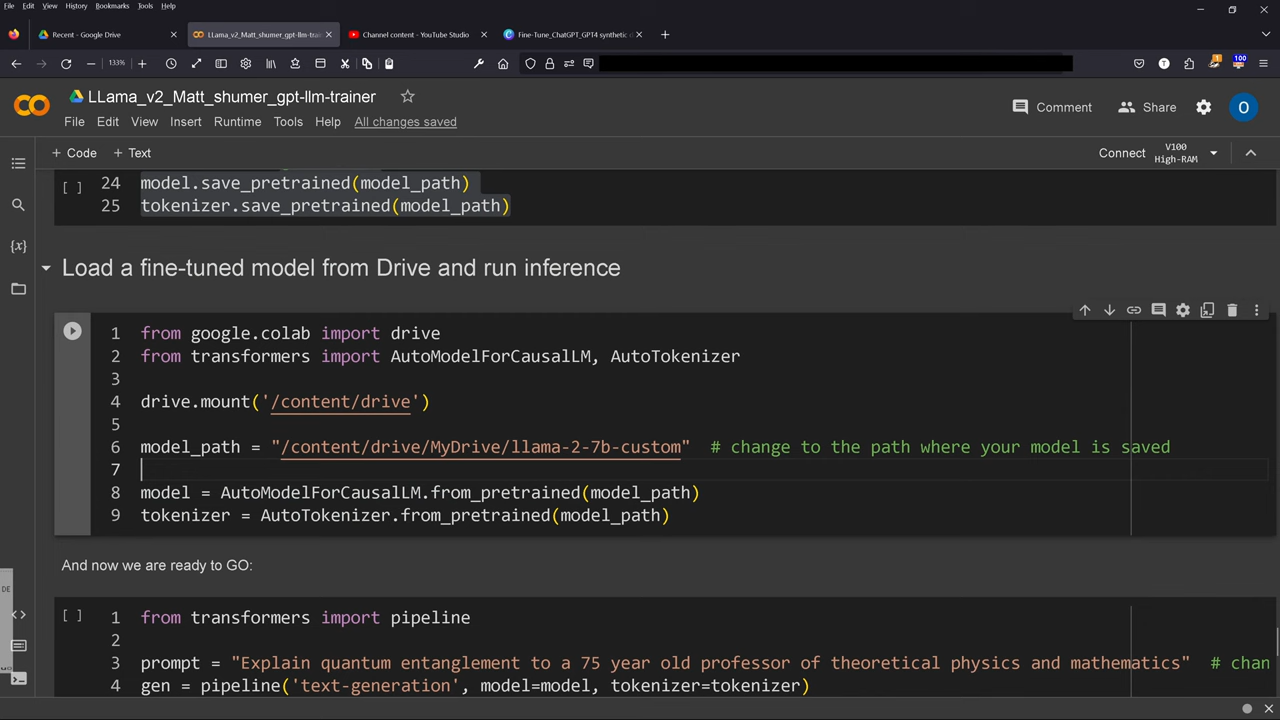 File Edit View History Bookmarks Tools Help
Recent - Google Drive
LLama_v2_Matt_shumer_gpt-llm-trai
Channel content - YouTube Studio
Fine-Tune_ChatGPT_GPT4 synthetic d
133%
100
LLama_v2_Matt_shumer_gpt-llm-trainer
Comment
Share
O
File Edit View Insert Runtime Tools Help All changes saved
+ Code + Text
Connect
V100
High-RAM
[ ]
24 model.save_pretrained(model_path)
25 tokenizer.save_pretrained(model_path)
Load a fine-tuned model from Drive and run inference
1 from google.colab import drive
2 from transformers import AutoModelForCausalLM, AutoTokenizer
3
4 drive.mount('/content/drive')
5
6 model_path = "/content/drive/MyDrive/llama-2-7b-custom" # change to the path where your model is saved
7
8 model = AutoModelForCausalLM.from_pretrained(model_path)
9 tokenizer = AutoTokenizer.from_pretrained(model_path)
And now we are ready to GO:
[ ]
1 from transformers import pipeline
2
3 prompt = "Explain quantum entanglement to a 75 year old professor of theoretical physics and mathematics" # chan
4 gen = pipeline('text-generation', model=model, tokenizer=tokenizer)
DE